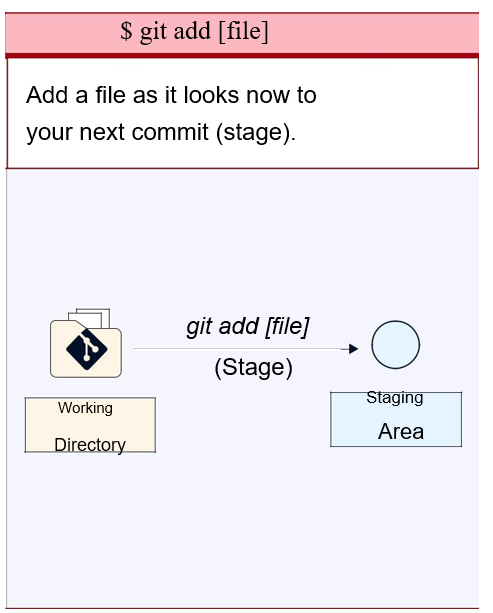 $ git add [file]
Add a file as it looks now to
your next commit (stage).
git add [file]
(Stage)
Working
Directory
Staging
Area